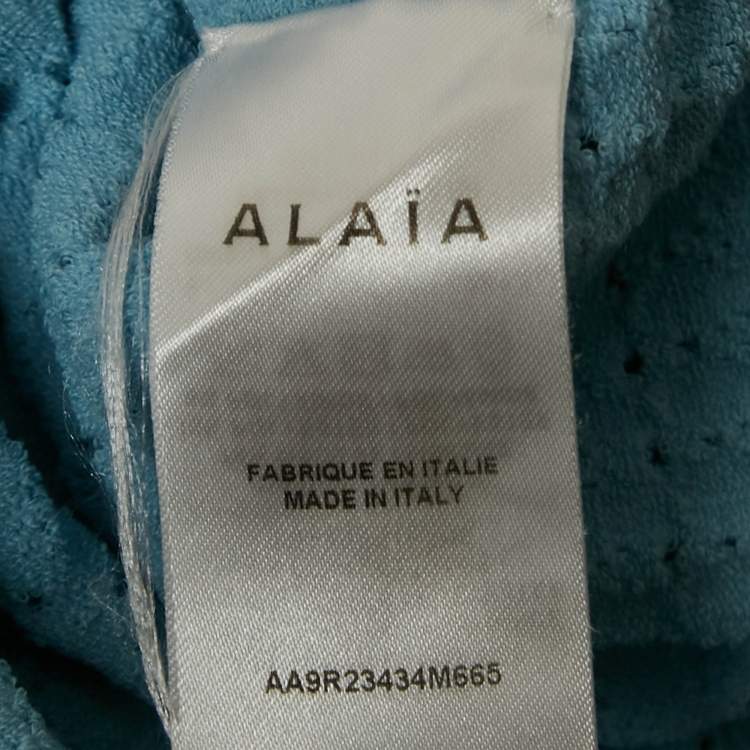 ALAÏA
FABRIQUE EN ITALIE
MADE IN ITALY
AA9R23434M665